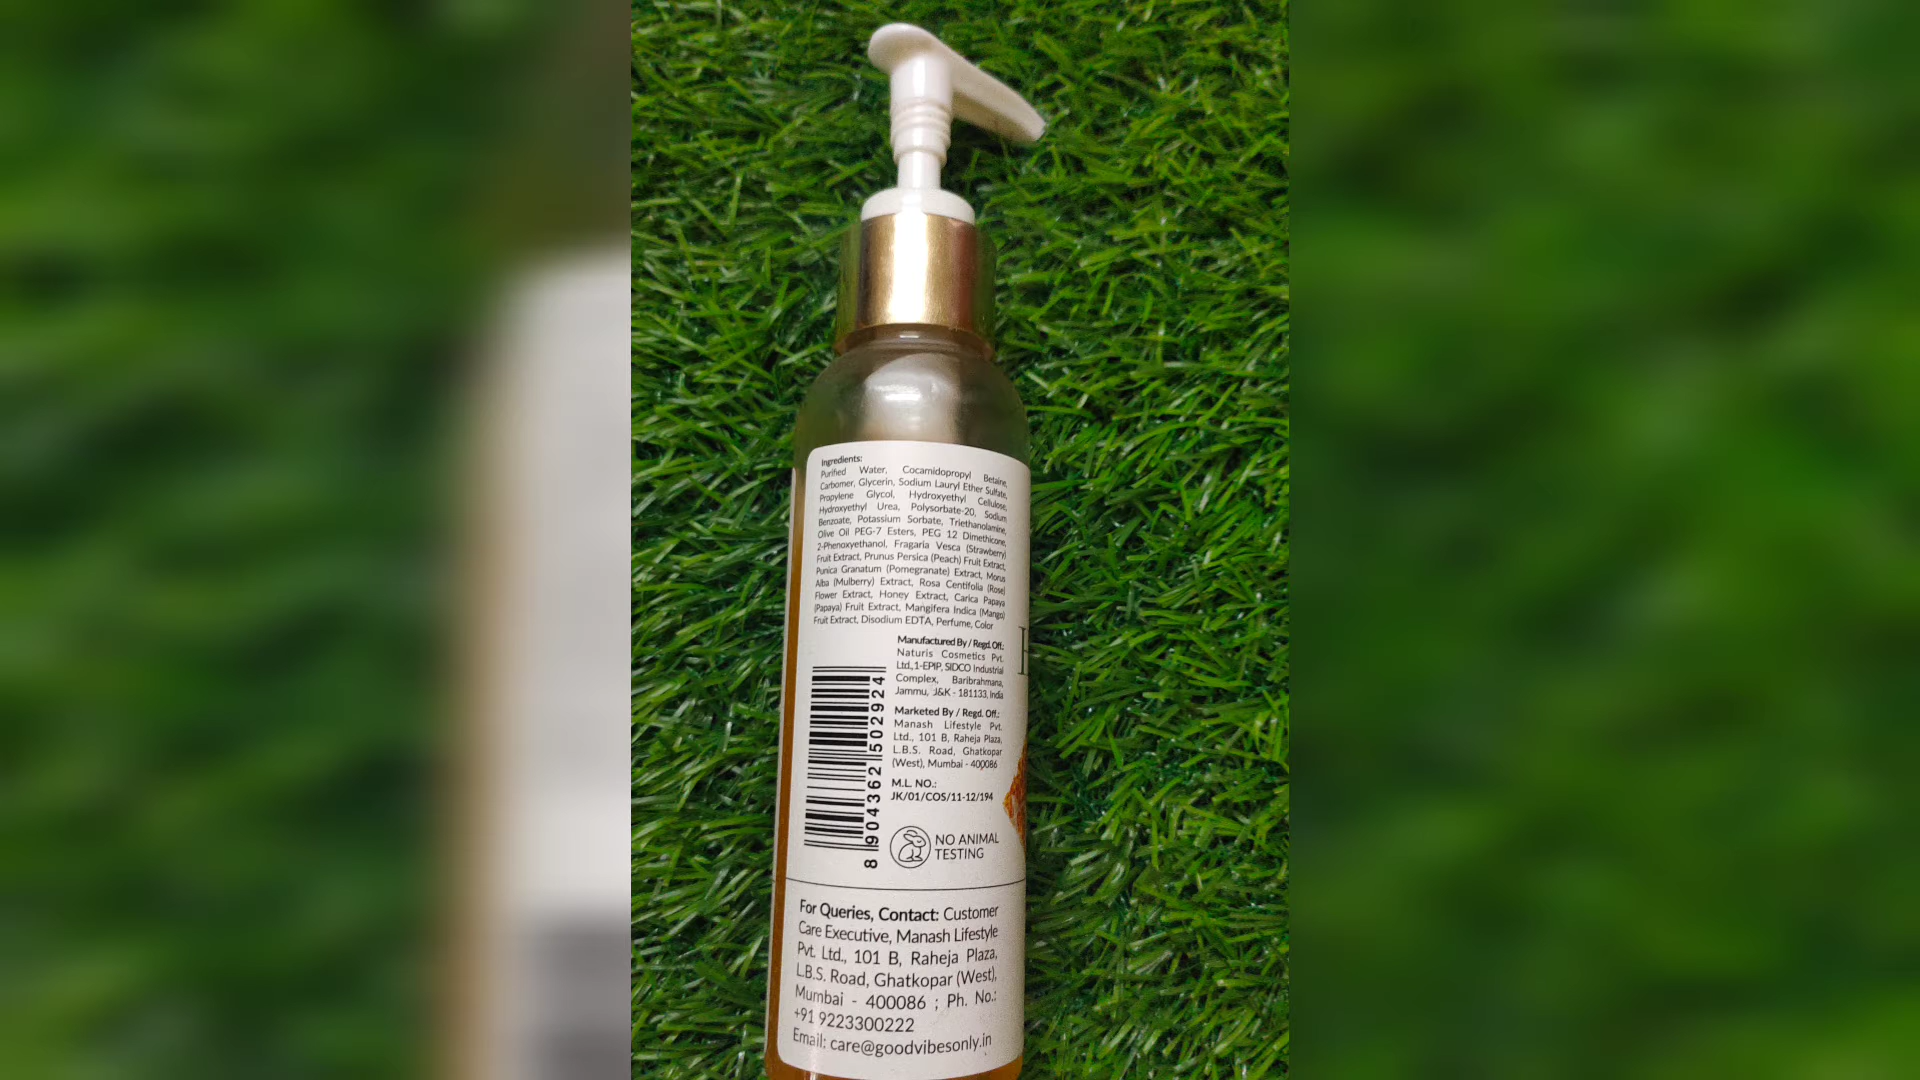 Ingredients:
Purified Water, Cocamidopropyl Betaine,
Carbomer, Glycerin, Sodium Lauryl Ether Sulfate,
Propylene Glycol, Hydroxyethyl Cellulose,
Hydroxyethyl Urea, Polysorbate-20, Sodium
Benzoate, Potassium Sorbate, Triethanolamine,
Olive Oil PEG-7 Esters, PEG 12 Dimethicone,
2-Phenoxyethanol, Fragaria Vesca (Strawberry)
Fruit Extract, Prunus Persica (Peach) Fruit Extract,
Punica Granatum (Pomegranate) Extract, Morus
Alba (Mulberry) Extract, Rosa Centifolia (Rose)
Flower Extract, Honey Extract, Carica Papaya
(Papaya) Fruit Extract, Mangifera Indica (Mango)
Fruit Extract, Disodium EDTA, Perfume, Color
Manufactured By / Regd. Off.:
Naturis Cosmetics Pvt.
Ltd., 1-EPIP, SIDCO Industrial
Complex, Baribrahmana,
Jammu, J&K - 181133, India
Marketed By / Regd. Off.:
Manash Lifestyle Pvt.
Ltd., 101 B, Raheja Plaza,
L.B.S. Road, Ghatkopar
(West), Mumbai - 400086
M.L. NO.:
JK/01/COS/11-12/194
8 904362 502924
NO ANIMAL
TESTING
For Queries, Contact: Customer
Care Executive, Manash Lifestyle
Pvt. Ltd., 101 B, Raheja Plaza,
L.B.S. Road, Ghatkopar (West),
Mumbai - 400086 ; Ph. No.:
+91 9223300222
Email: care@goodvibesonly.in